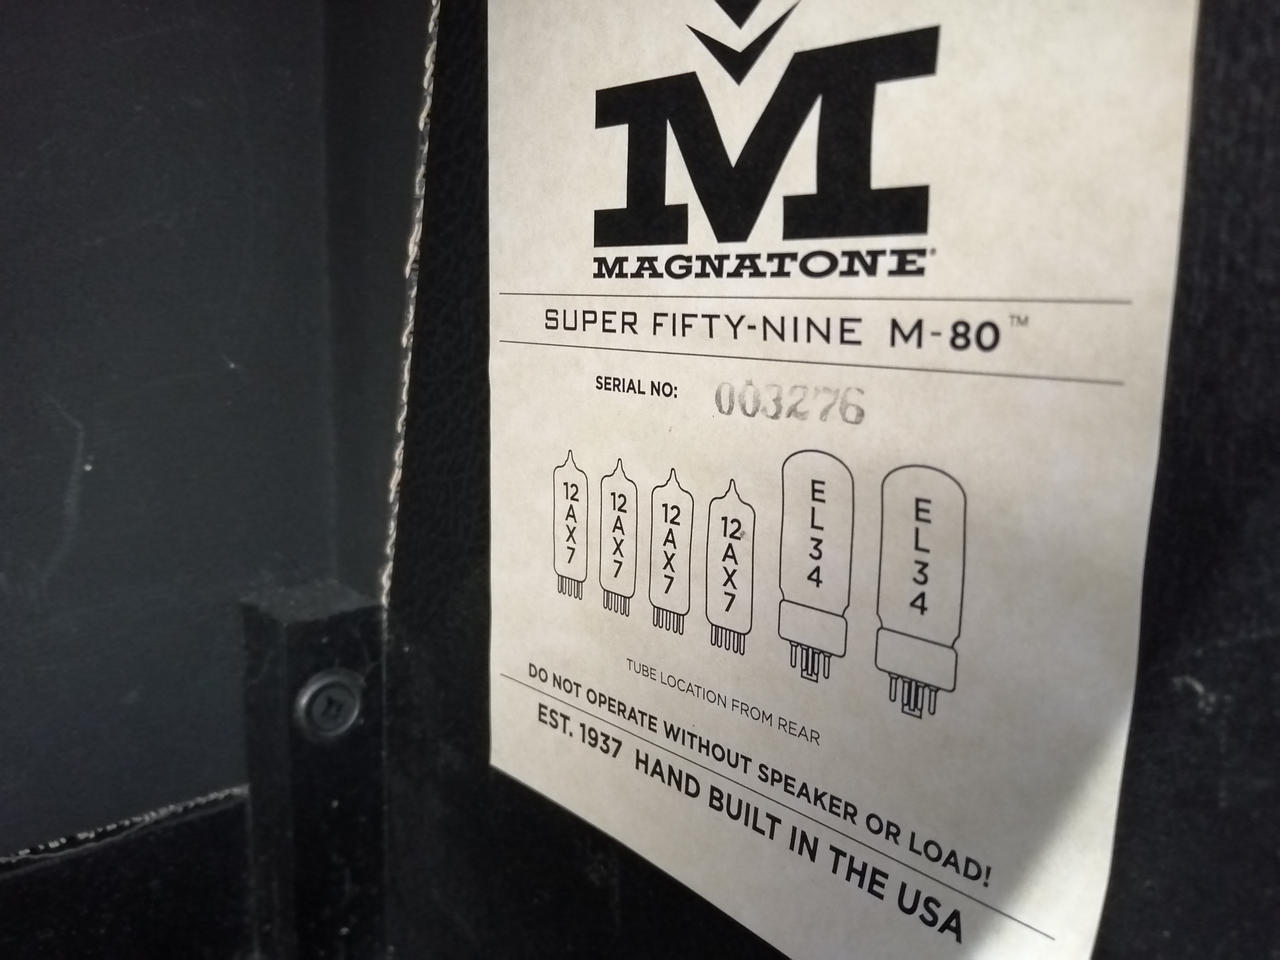 M
MAGNATONE®
SUPER FIFTY-NINE M-80™
SERIAL NO: 003276
12AX7 12AX7 12AX7 12AX7 EL34 EL34
TUBE LOCATION FROM REAR
DO NOT OPERATE WITHOUT SPEAKER OR LOAD!
EST. 1937 HAND BUILT IN THE USA